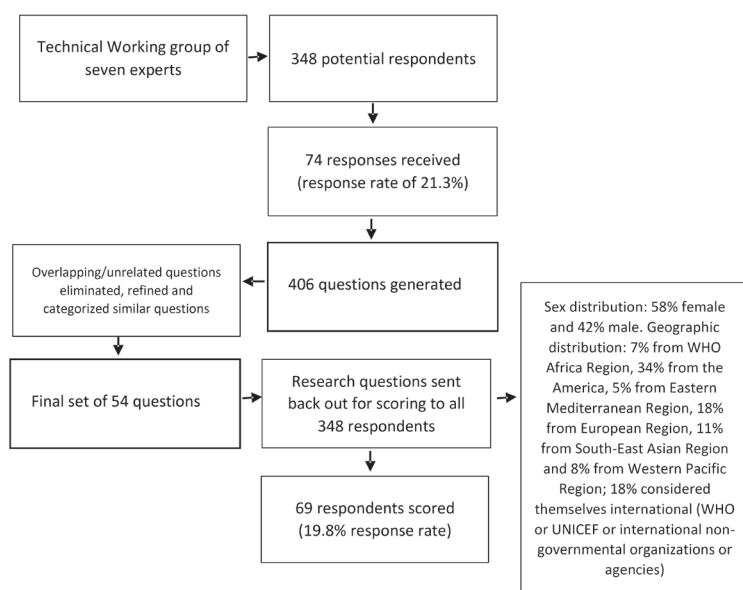 Technical Working group of
seven experts
348 potential respondents
74 responses received
(response rate of 21.3%)
406 questions generated
Overlapping/unrelated questions
eliminated, refined and
categorized similar questions
Final set of 54 questions
Research questions sent
back out for scoring to all
348 respondents
69 respondents scored
(19.8% response rate)
Sex distribution: 58% female
and 42% male. Geographic
distribution: 7% from WHO
Africa Region, 34% from the
America, 5% from Eastern
Mediterranean Region, 18%
from European Region, 11%
from South-East Asian Region
and 8% from Western Pacific
Region; 18% considered
themselves international (WHO
or UNICEF or international non-
governmental organizations or
agencies)